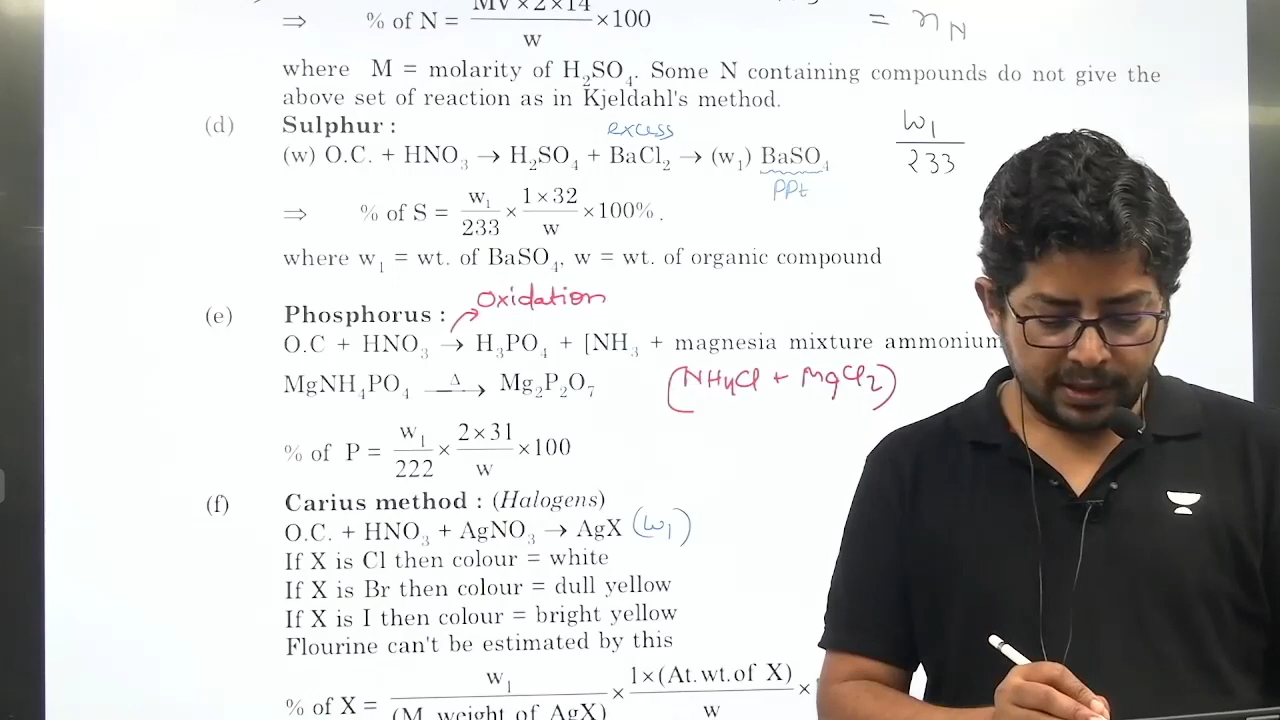 ⇒ % of N = MV×2×14 / w ×100 = nN
where M = molarity of H₂SO₄. Some N containing compounds do not give the
above set of reaction as in Kjeldahl's method.
(d) Sulphur :
excess
(w) O.C. + HNO₃ → H₂SO₄ + BaCl₂ → (w₁) BaSO₄
w₁ / 233
ppt
⇒ % of S = w₁/233 × 1×32/w ×100% .
where w₁ = wt. of BaSO₄, w = wt. of organic compound
Oxidation
(e) Phosphorus :
O.C + HNO₃ → H₃PO₄ + [NH₃ + magnesia mixture ammonium
MgNH₄PO₄ —Δ→ Mg₂P₂O₇ (NH₄Cl + MgCl₂)
% of P = w₁/222 × 2×31/w ×100
(f) Carius method : (Halogens)
O.C. + HNO₃ + AgNO₃ → AgX (w₁)
If X is Cl then colour = white
If X is Br then colour = dull yellow
If X is I then colour = bright yellow
Flourine can't be estimated by this
% of X = w₁ / (M. weight of AgX) × 1×(At.wt.of X) / w ×